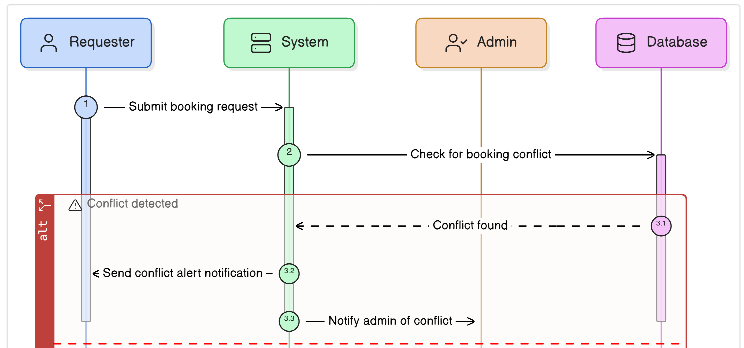 Requester
System
Admin
Database
1
Submit booking request
2
Check for booking conflict
alt
Conflict detected
3.1
Conflict found
3.2
Send conflict alert notification
3.3
Notify admin of conflict